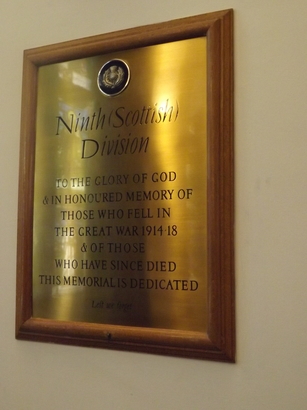 Ninth (Scottish)
Division
TO THE GLORY OF GOD
& IN HONOURED MEMORY OF
THOSE WHO FELL IN
THE GREAT WAR 1914-18
& OF THOSE
WHO HAVE SINCE DIED
THIS MEMORIAL IS DEDICATED